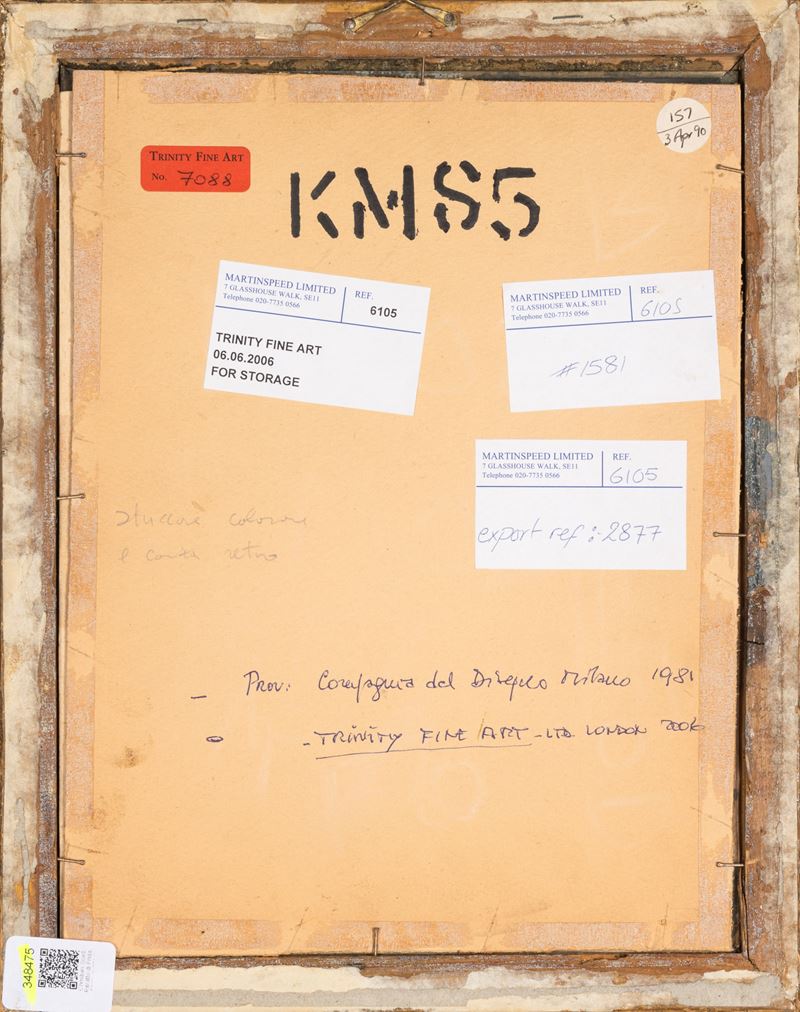 157
3 Apr 90
TRINITY FINE ART
No. 7088
KMS5
MARTINSPEED LIMITED
7 GLASSHOUSE WALK, SE11
Telephone 020-7735 0566
REF.
6105
TRINITY FINE ART
06.06.2006
FOR STORAGE
MARTINSPEED LIMITED
7 GLASSHOUSE WALK, SE11
Telephone 020-7735 0566
REF.
6105
#1581
MARTINSPEED LIMITED
7 GLASSHOUSE WALK, SE11
Telephone 020-7735 0566
REF.
6105
export ref :- 2877
e carta retro
- Prov: Compagnia del Disegno Milano 1981
- TRINITY FINE ART - LTD. LONDON 2006
348475